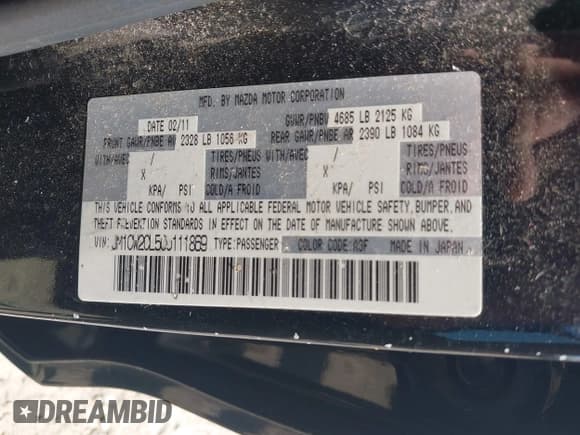 MFD. BY MAZDA MOTOR CORPORATION
DATE 02/11 GVWR/PNBV 4685 LB 2125 KG
FRONT GAWR/PNBE AV 2328 LB 1056 KG REAR GAWR/PNBE AR 2390 LB 1084 KG
WITH/AVEC / TIRES/PNEUS WITH/AVEC / TIRES/PNEUS
X RIMS/JANTES X RIMS/JANTES
KPA/ PSI COLD/A FROID KPA/ PSI COLD/A FROID
THIS VEHICLE CONFORMS TO ALL APPLICABLE FEDERAL MOTOR VEHICLE SAFETY, BUMPER, AND
THEFT PREVENTION STANDARDS IN EFFECT ON THE DATE OF MANUFACTURE SHOWN ABOVE.
VIN: TYPE: PASSENGER COLOR CODE: A3F MADE IN JAPAN
DREAMBID